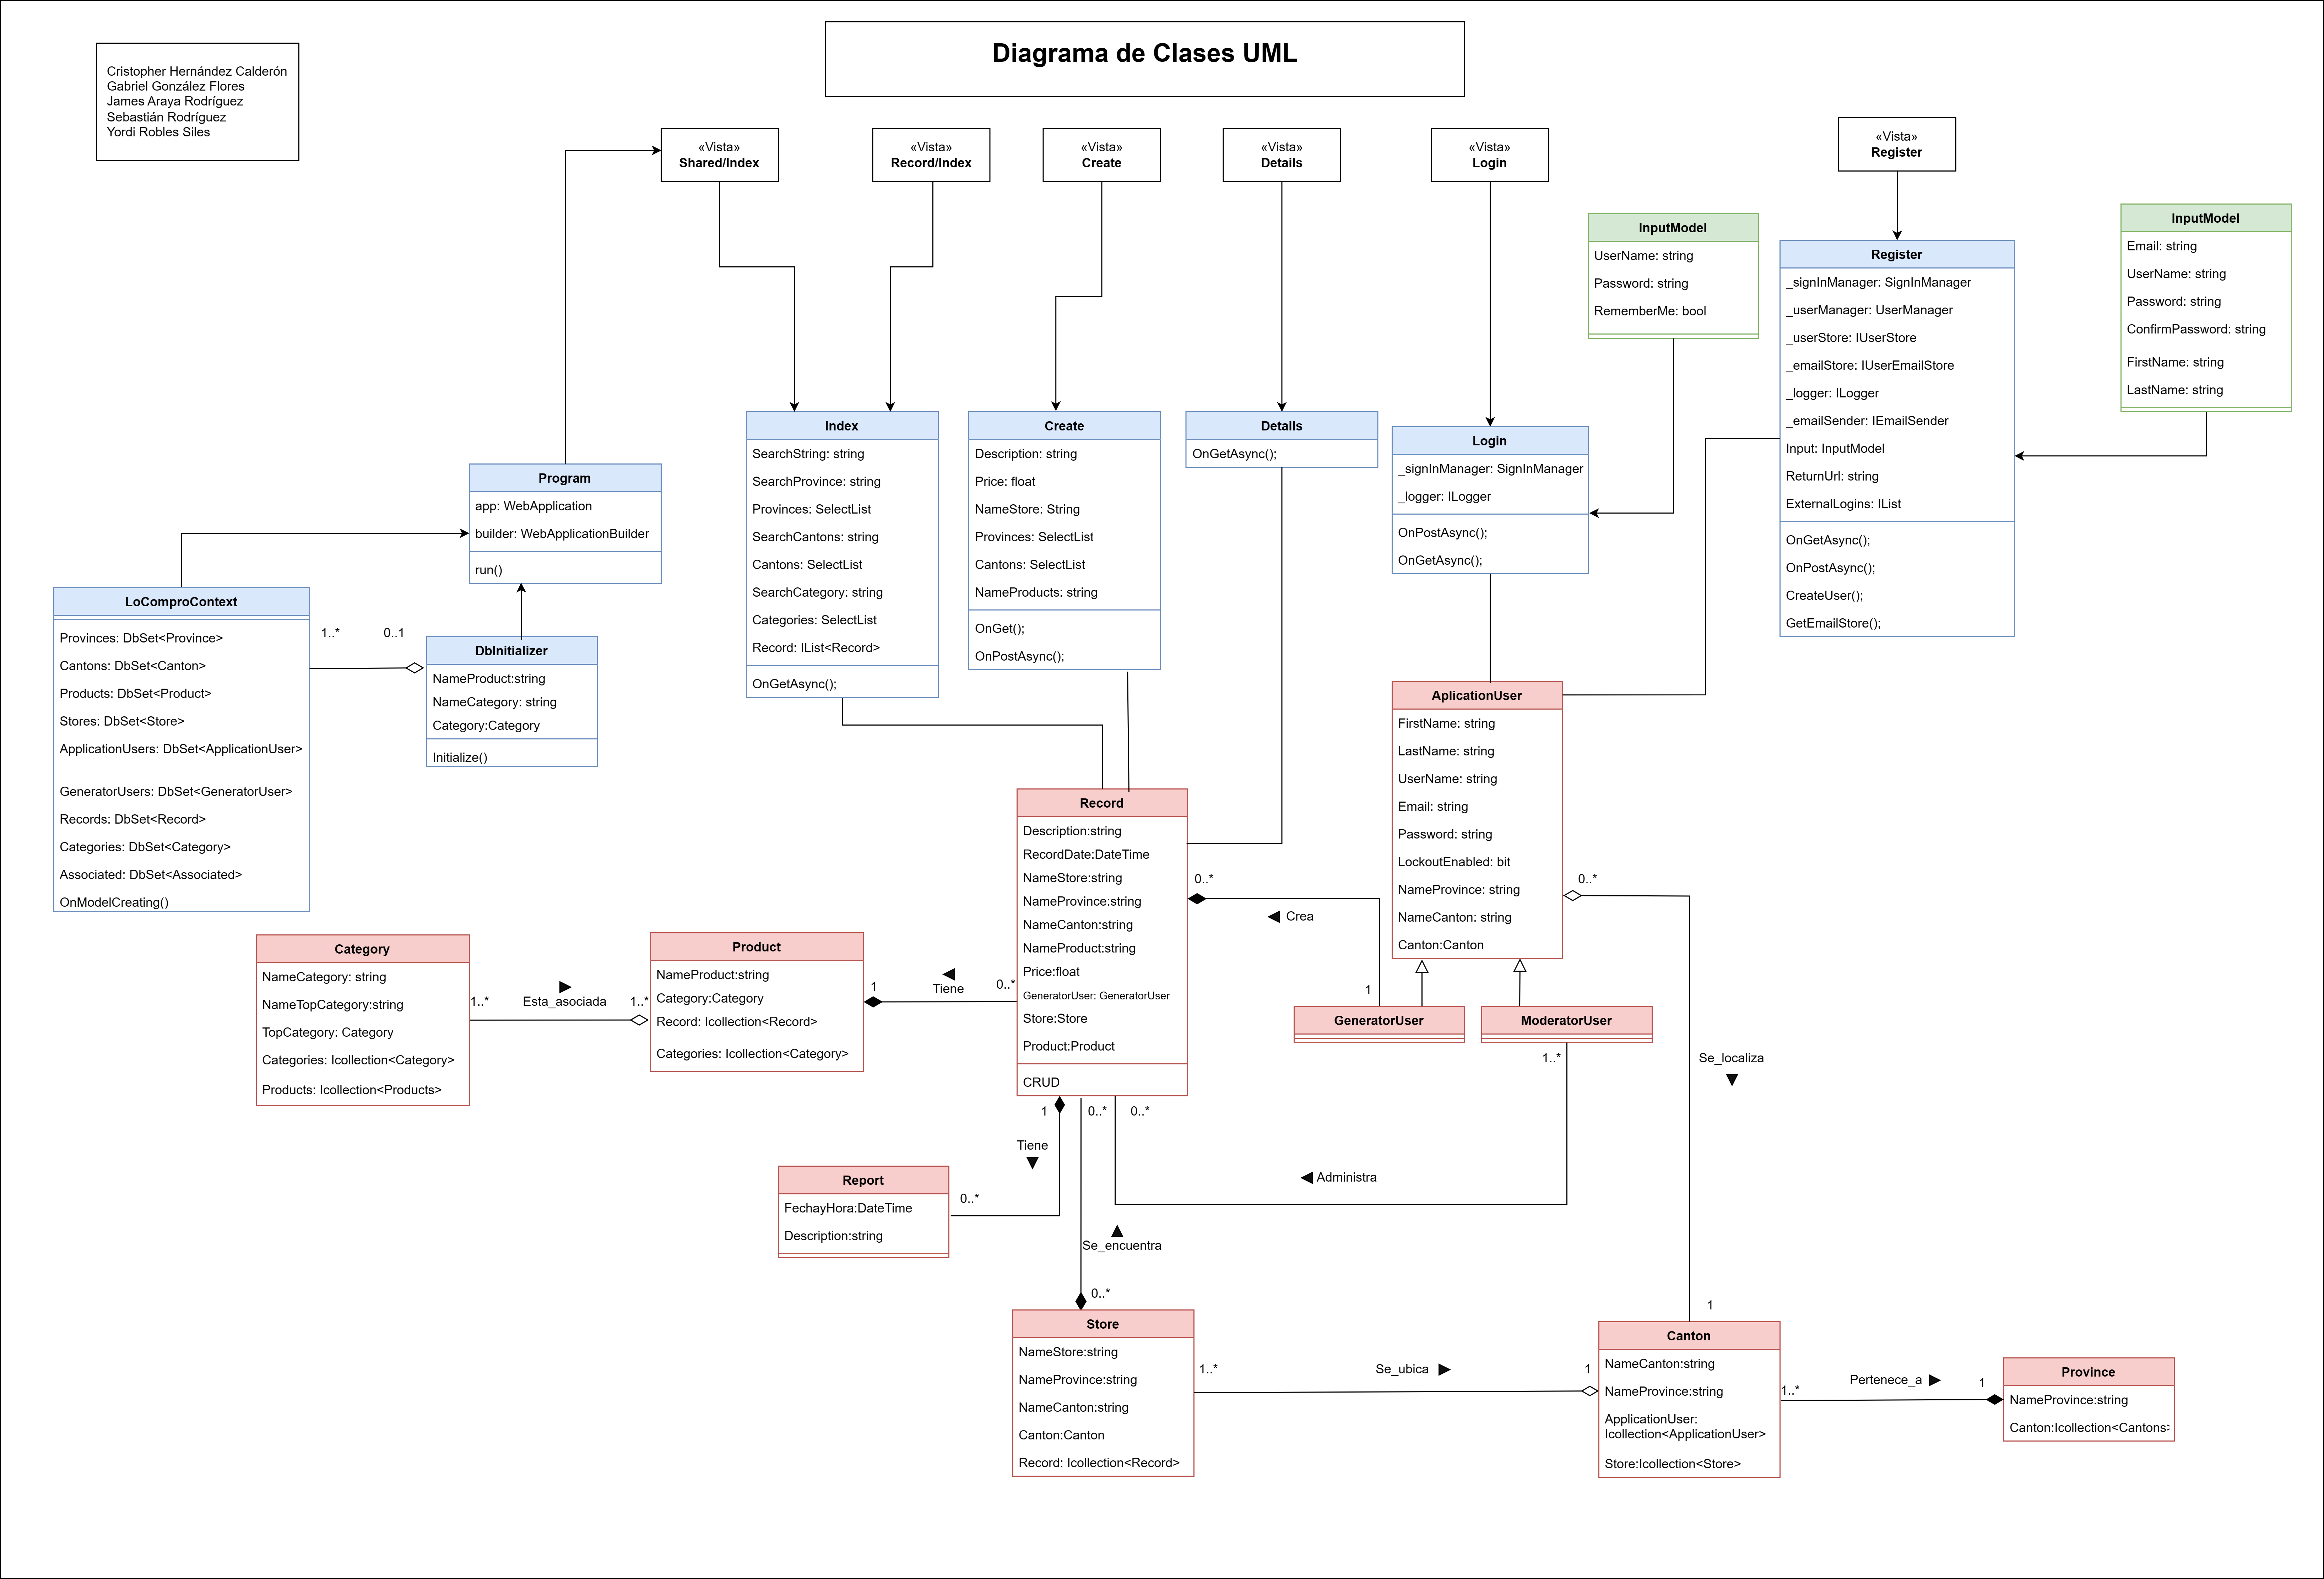 Diagrama de Clases UML
Cristopher Hernández Calderón
Gabriel González Flores
James Araya Rodríguez
Sebastián Rodríguez
Yordi Robles Siles
«Vista»
Shared/Index
«Vista»
Record/Index
«Vista»
Create
«Vista»
Details
«Vista»
Login
«Vista»
Register
InputModel
UserName: string
Password: string
RememberMe: bool
Register
_signInManager: SignInManager
_userManager: UserManager
_userStore: IUserStore
_emailStore: IUserEmailStore
_logger: ILogger
_emailSender: IEmailSender
Input: InputModel
ReturnUrl: string
ExternalLogins: IList
OnGetAsync();
OnPostAsync();
CreateUser();
GetEmailStore();
InputModel
Email: string
UserName: string
Password: string
ConfirmPassword: string
FirstName: string
LastName: string
Program
app: WebApplication
builder: WebApplicationBuilder
run()
Index
SearchString: string
SearchProvince: string
Provinces: SelectList
SearchCantons: string
Cantons: SelectList
SearchCategory: string
Categories: SelectList
Record: IList<Record>
OnGetAsync();
Create
Description: string
Price: float
NameStore: String
Provinces: SelectList
Cantons: SelectList
NameProducts: string
OnGet();
OnPostAsync();
Details
OnGetAsync();
Login
_signInManager: SignInManager
_logger: ILogger
OnPostAsync();
OnGetAsync();
LoComproContext
Provinces: DbSet<Province>
Cantons: DbSet<Canton>
Products: DbSet<Product>
Stores: DbSet<Store>
ApplicationUsers: DbSet<ApplicationUser>
GeneratorUsers: DbSet<GeneratorUser>
Records: DbSet<Record>
Categories: DbSet<Category>
Associated: DbSet<Associated>
OnModelCreating()
1..*
0..1
DbInitializer
NameProduct:string
NameCategory: string
Category:Category
Initialize()
AplicationUser
FirstName: string
LastName: string
UserName: string
Email: string
Password: string
LockoutEnabled: bit
NameProvince: string
NameCanton: string
Canton:Canton
0..*
Record
Description:string
RecordDate:DateTime
NameStore:string
NameProvince:string
NameCanton:string
NameProduct:string
Price:float
GeneratorUser: GeneratorUser
Store:Store
Product:Product
CRUD
0..*
Crea
1
Category
NameCategory: string
NameTopCategory:string
TopCategory: Category
Categories: Icollection<Category>
Products: Icollection<Products>
1..*
Esta_asociada
1..*
Product
NameProduct:string
Category:Category
Record: Icollection<Record>
Categories: Icollection<Category>
1
Tiene
0..*
GeneratorUser
ModeratorUser
1..*
Se_localiza
1
0..*
0..*
Tiene
Report
FechayHora:DateTime
Description:string
0..*
Administra
Se_encuentra
0..*
Store
NameStore:string
NameProvince:string
NameCanton:string
Canton:Canton
Record: Icollection<Record>
1..*
Se_ubica
1
1
Canton
NameCanton:string
NameProvince:string
ApplicationUser:
Icollection<ApplicationUser>
Store:Icollection<Store>
1..*
Pertenece_a
1
Province
NameProvince:string
Canton:Icollection<Cantons>